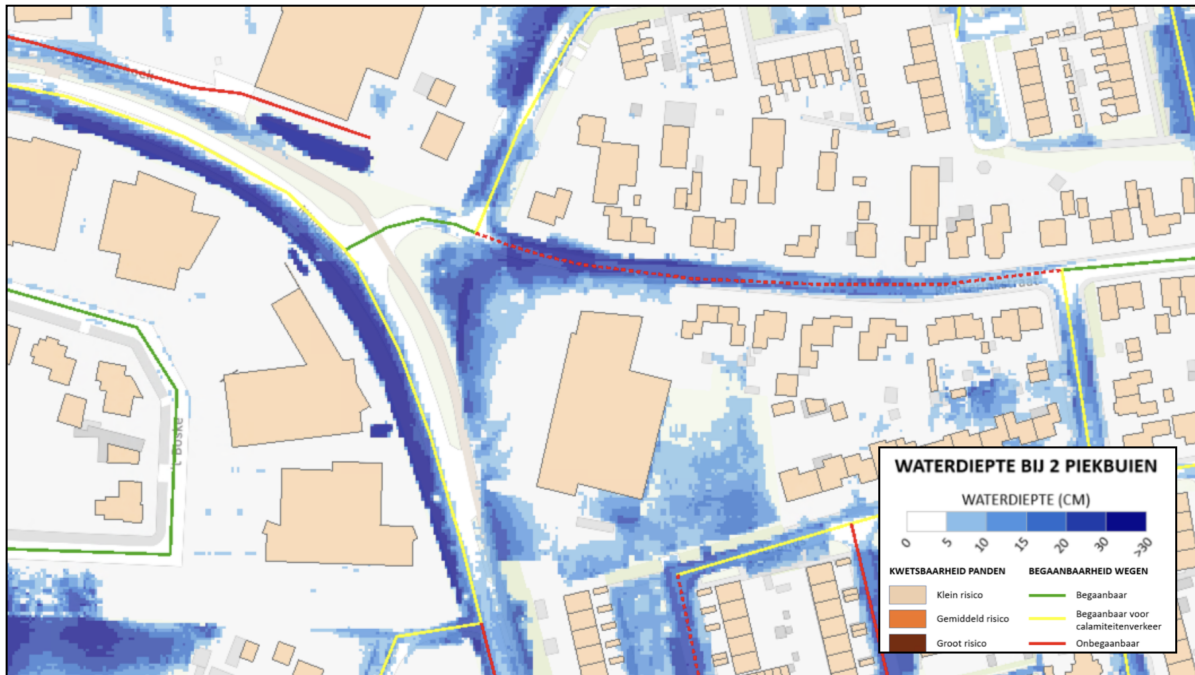 't Buske
WATERDIEPTE BIJ 2 PIEKBUIEN
WATERDIEPTE (CM)
0 5 10 15 20 30 >30
KWETSBAARHEID PANDEN BEGAANBAARHEID WEGEN
Klein risico Begaanbaar
Gemiddeld risico Begaanbaar voor
calamiteitenverkeer
Groot risico Onbegaanbaar